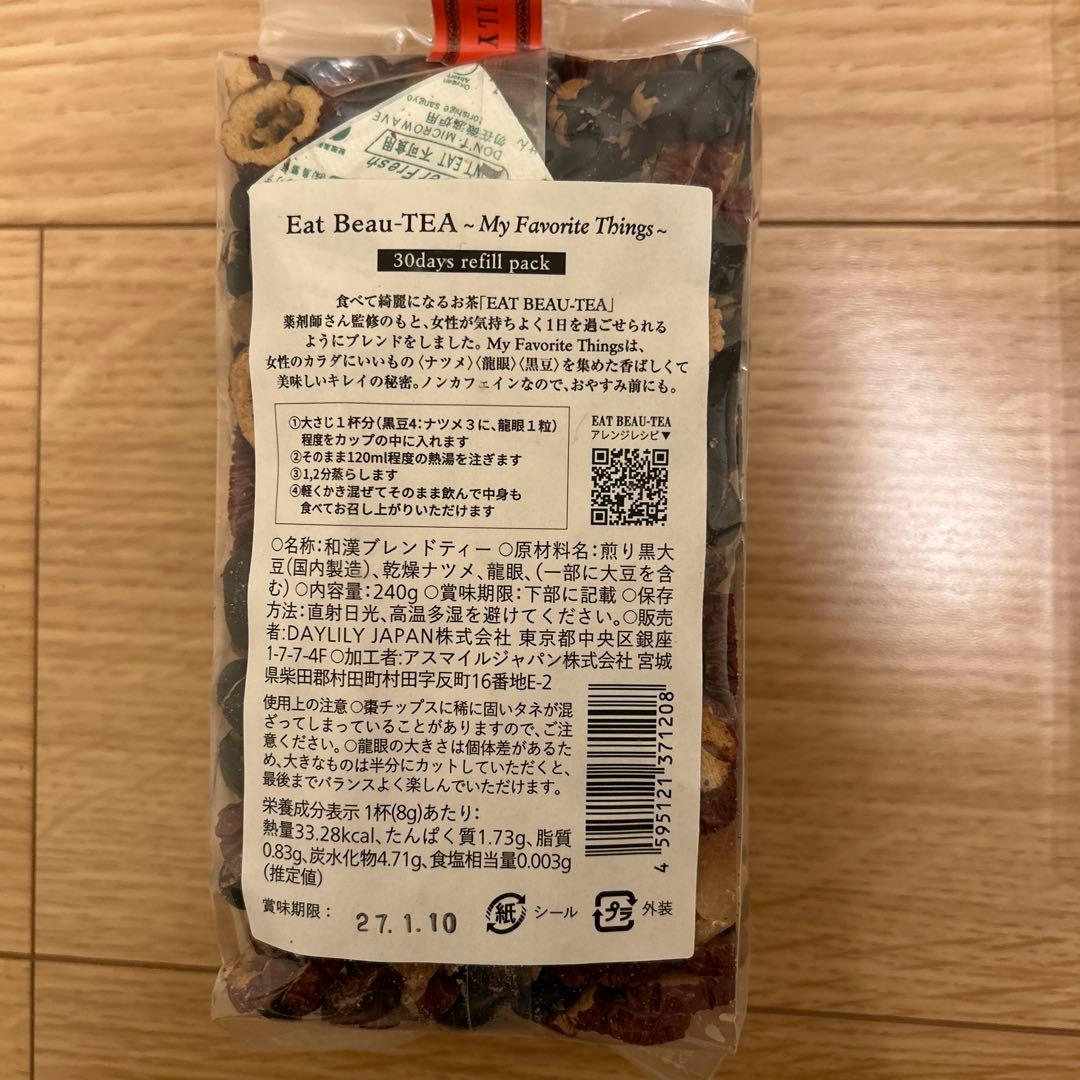 ILY
Oxygen
torishige sangyo
せん 勿在微波炉用
DON'T MICROWAVE
NT. EAT 不可食用
Fresh
Eat Beau-TEA ~ My Favorite Things ~
30days refill pack
食べて綺麗になるお茶「EAT BEAU-TEA」
薬剤師さん監修のもと、女性が気持ちよく1日を過ごせられる
ようにブレンドをしました。My Favorite Thingsは、
女性のカラダにいいもの〈ナツメ〉〈龍眼〉〈黒豆〉を集めた香ばしくて
美味しいキレイの秘密。ノンカフェインなので、おやすみ前にも。
①大さじ1杯分（黒豆4：ナツメ3に、龍眼1粒）
程度をカップの中に入れます
②そのまま120ml程度の熱湯を注ぎます
③1,2分蒸らします
④軽くかき混ぜてそのまま飲んで中身も
食べてお召し上がりいただけます
EAT BEAU-TEA
アレンジレシピ▼
○名称：和漢ブレンドティー ○原材料名：煎り黒大
豆（国内製造）、乾燥ナツメ、龍眼、（一部に大豆を含
む）○内容量：240g ○賞味期限：下部に記載 ○保存
方法：直射日光、高温多湿を避けてください。○販売
者：DAYLILY JAPAN株式会社 東京都中央区銀座
1-7-7-4F ○加工者：アスマイルジャパン株式会社 宮城
県柴田郡村田町村田字反町16番地E-2
使用上の注意 ○棗チップスに稀に固いタネが混
ざってしまっていることがありますので、ご注
意ください。○龍眼の大きさは個体差があるた
め、大きなものは半分にカットしていただくと、
最後までバランスよく楽しんでいただけます。
栄養成分表示 1杯(8g)あたり：
熱量33.28kcal、たんぱく質1.73g、脂質
0.83g、炭水化物4.71g、食塩相当量0.003g
（推定値）
4 595121 371208
賞味期限： 27.1.10
紙 シール
プラ 外装